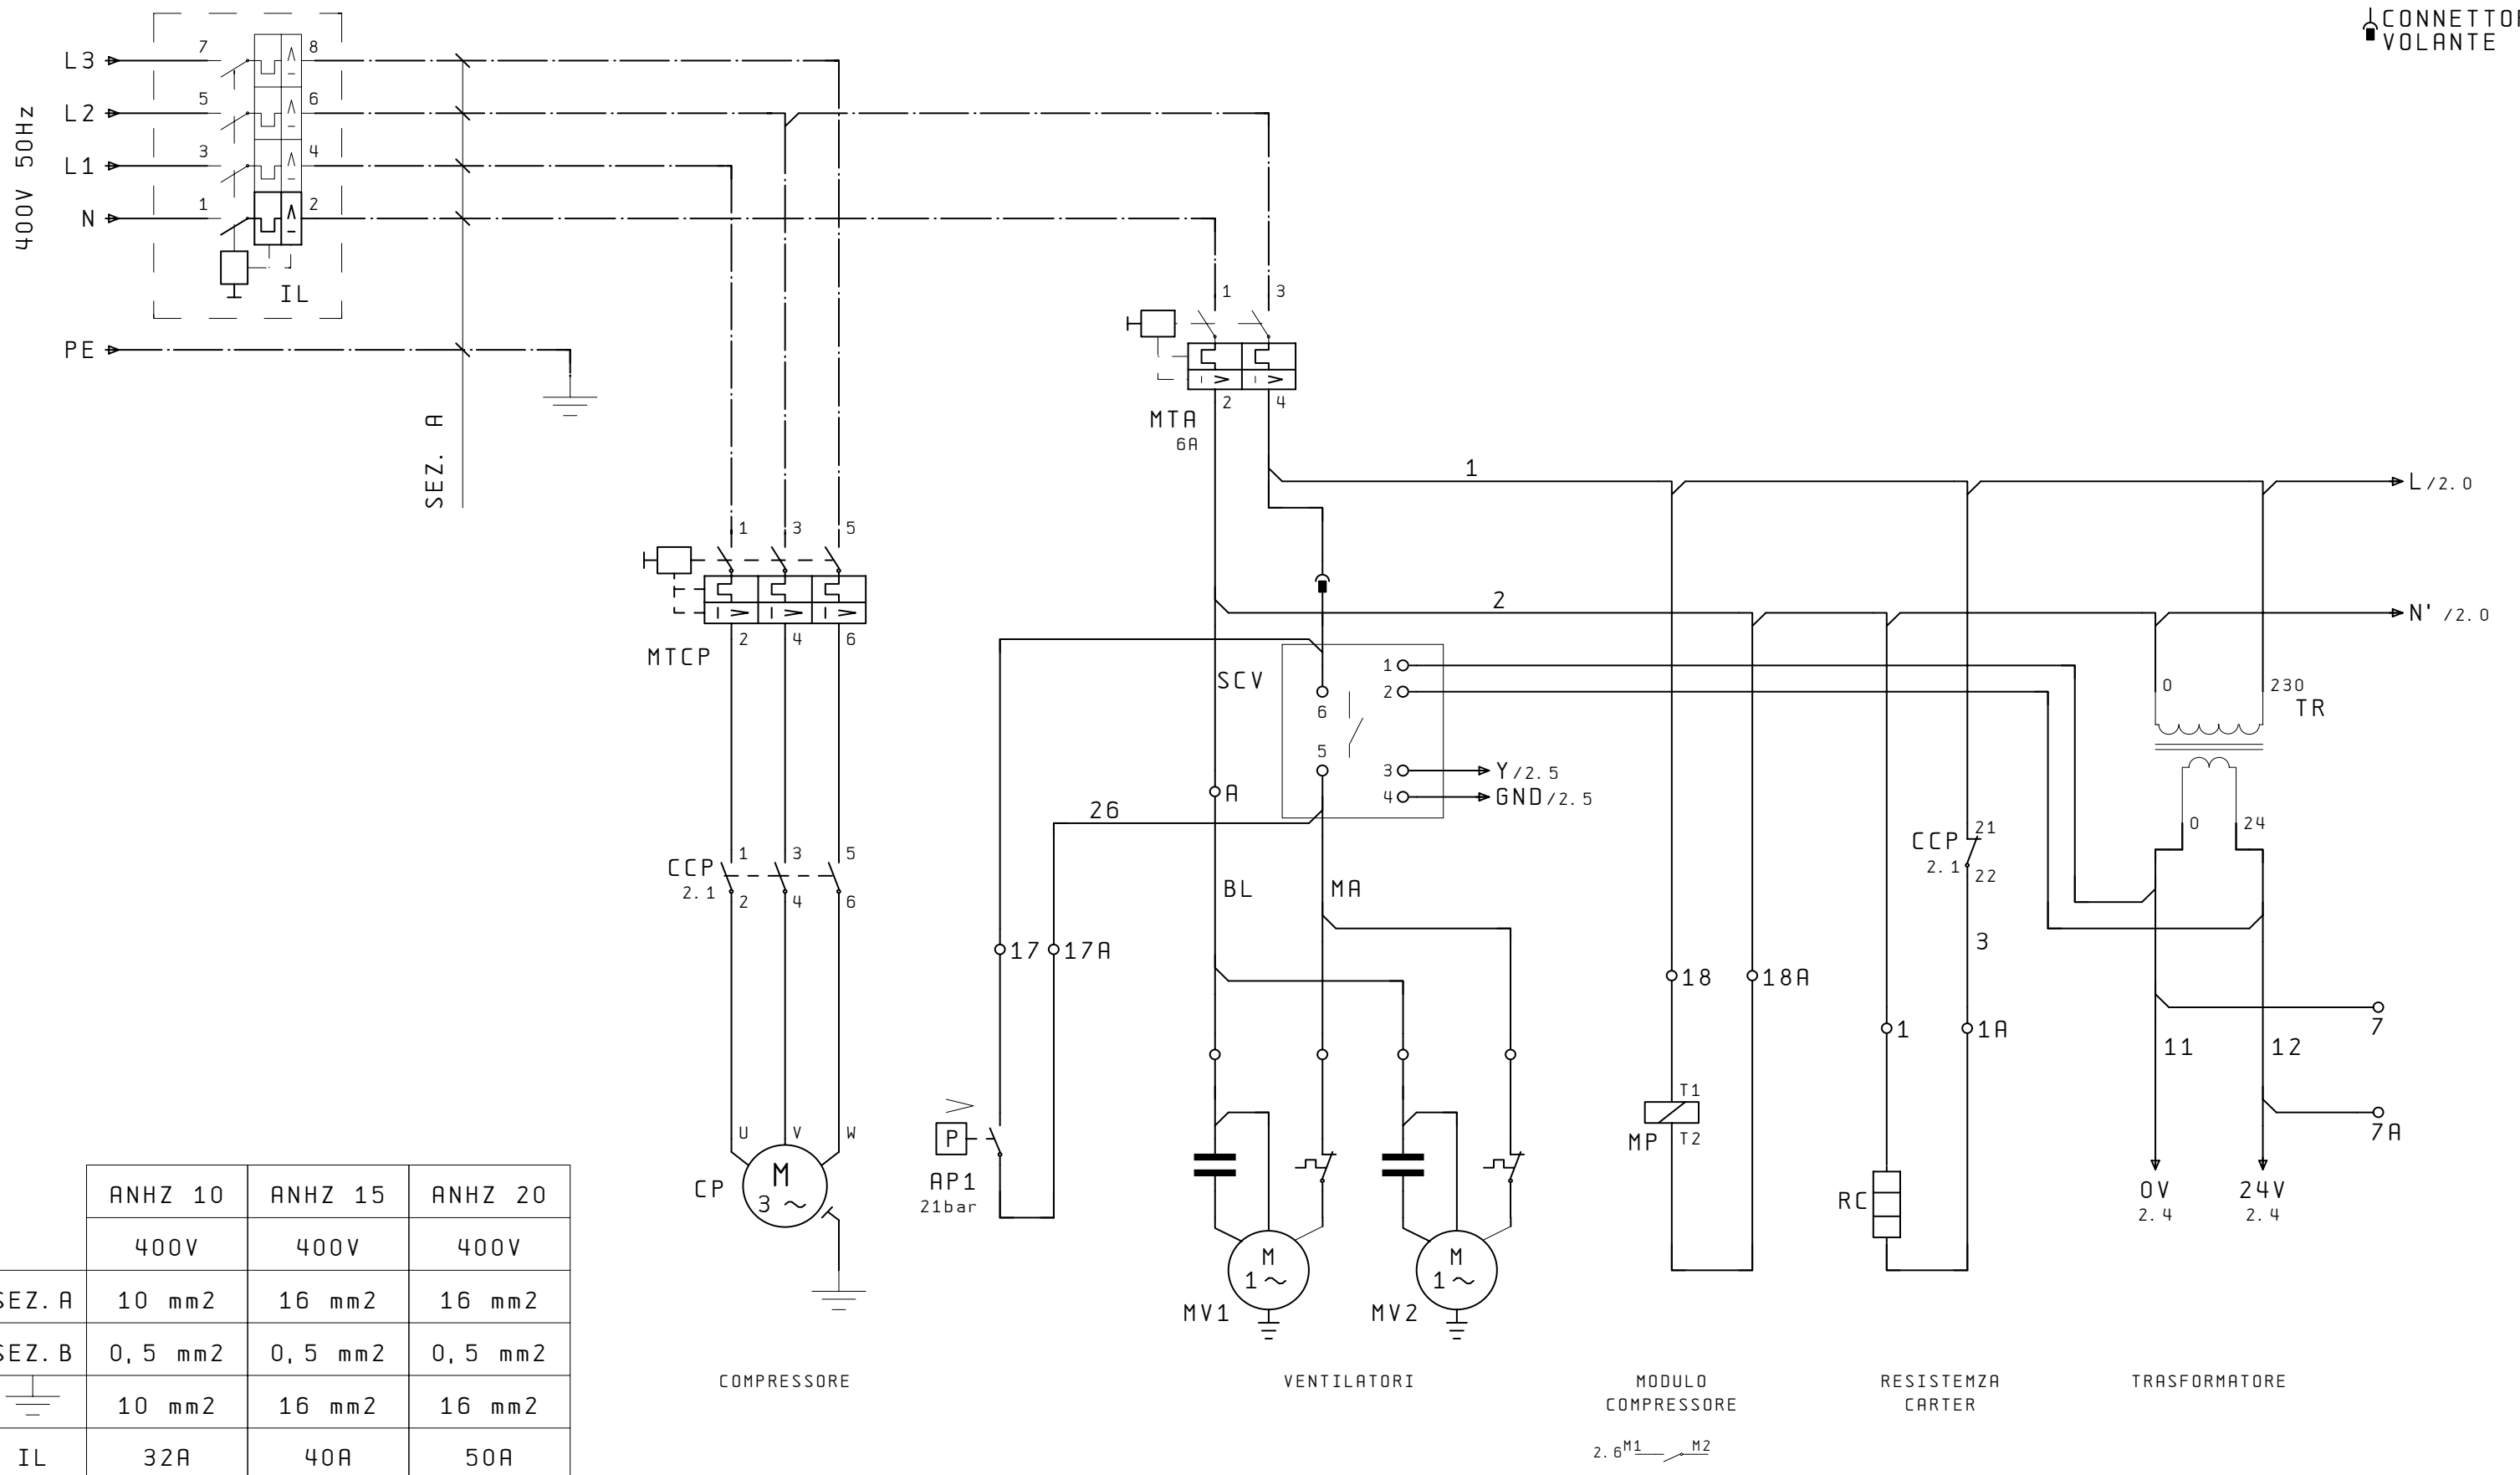 CONNETTOR
VOLANTE
400V 50Hz
L3 7 8
L2 5 6
L1 3 4
N 1 2
IL
PE
SEZ. A
1 3
2 4
MTA
6A
1
L /2.0
1 3 5
2 4 6
MTCP
2
N' /2.0
SCV
6
5
1
2
3 Y/2.5
4 GND/2.5
0 230
TR
0 24
A
26
CCP
2.1
1 3 5
2 4 6
BL MA
CCP
2.1
21
22
3
17 17A
18 18A
1 1A
7
11 12
7A
U V W
CP
M
3 ~
P
AP1
21bar
M
1 ~
MV1
M
1 ~
MV2
T1
MP T2
RC
0V
2.4
24V
2.4
COMPRESSORE
VENTILATORI
MODULO
COMPRESSORE
RESISTEMZA
CARTER
TRASFORMATORE
2.6 M1 M2
ANHZ 10 ANHZ 15 ANHZ 20
400V 400V 400V
SEZ.A 10 mm2 16 mm2 16 mm2
SEZ.B 0,5 mm2 0,5 mm2 0,5 mm2
10 mm2 16 mm2 16 mm2
IL 32A 40A 50A